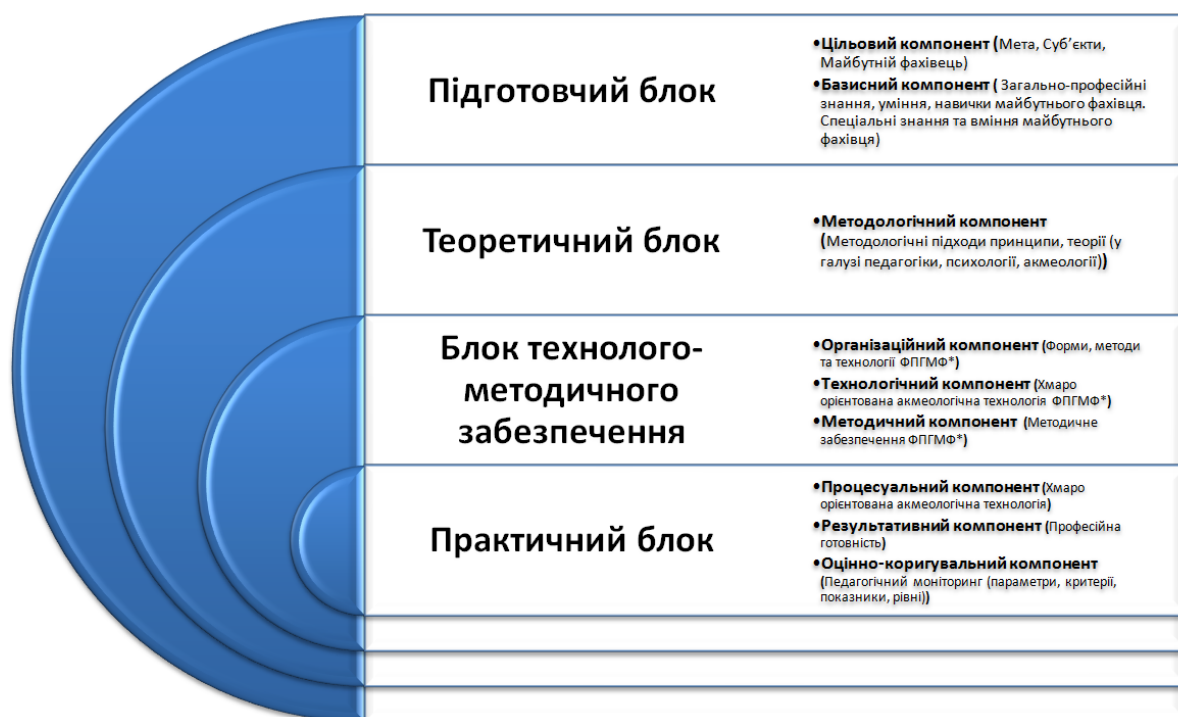 Підготовчий блок
•Цільовий компонент (Мета, Суб’єкти,
Майбутній фахівець)
•Базисний компонент ( Загально-професійні
знання, уміння, навички майбутнього фахівця.
Спеціальні знання та вміння майбутнього
фахівця)
Теоретичний блок
•Методологічний компонент
(Методологічні підходи принципи, теорії (у
галузі педагогіки, психології, акмеології))
Блок технолого-
методичного
забезпечення
•Організаційний компонент (Форми, методи
та технології ФПГМФ*)
•Технологічний компонент (Хмаро
орієнтована акмеологічна технологія ФПГМФ*)
•Методичний компонент (Методичне
забезпечення ФПГМФ*)
Практичний блок
•Процесуальний компонент (Хмаро
орієнтована акмеологічна технологія)
•Результативний компонент (Професійна
готовність)
•Оцінно-коригувальний компонент
(Педагогічний моніторинг (параметри, критерії,
показники, рівні))